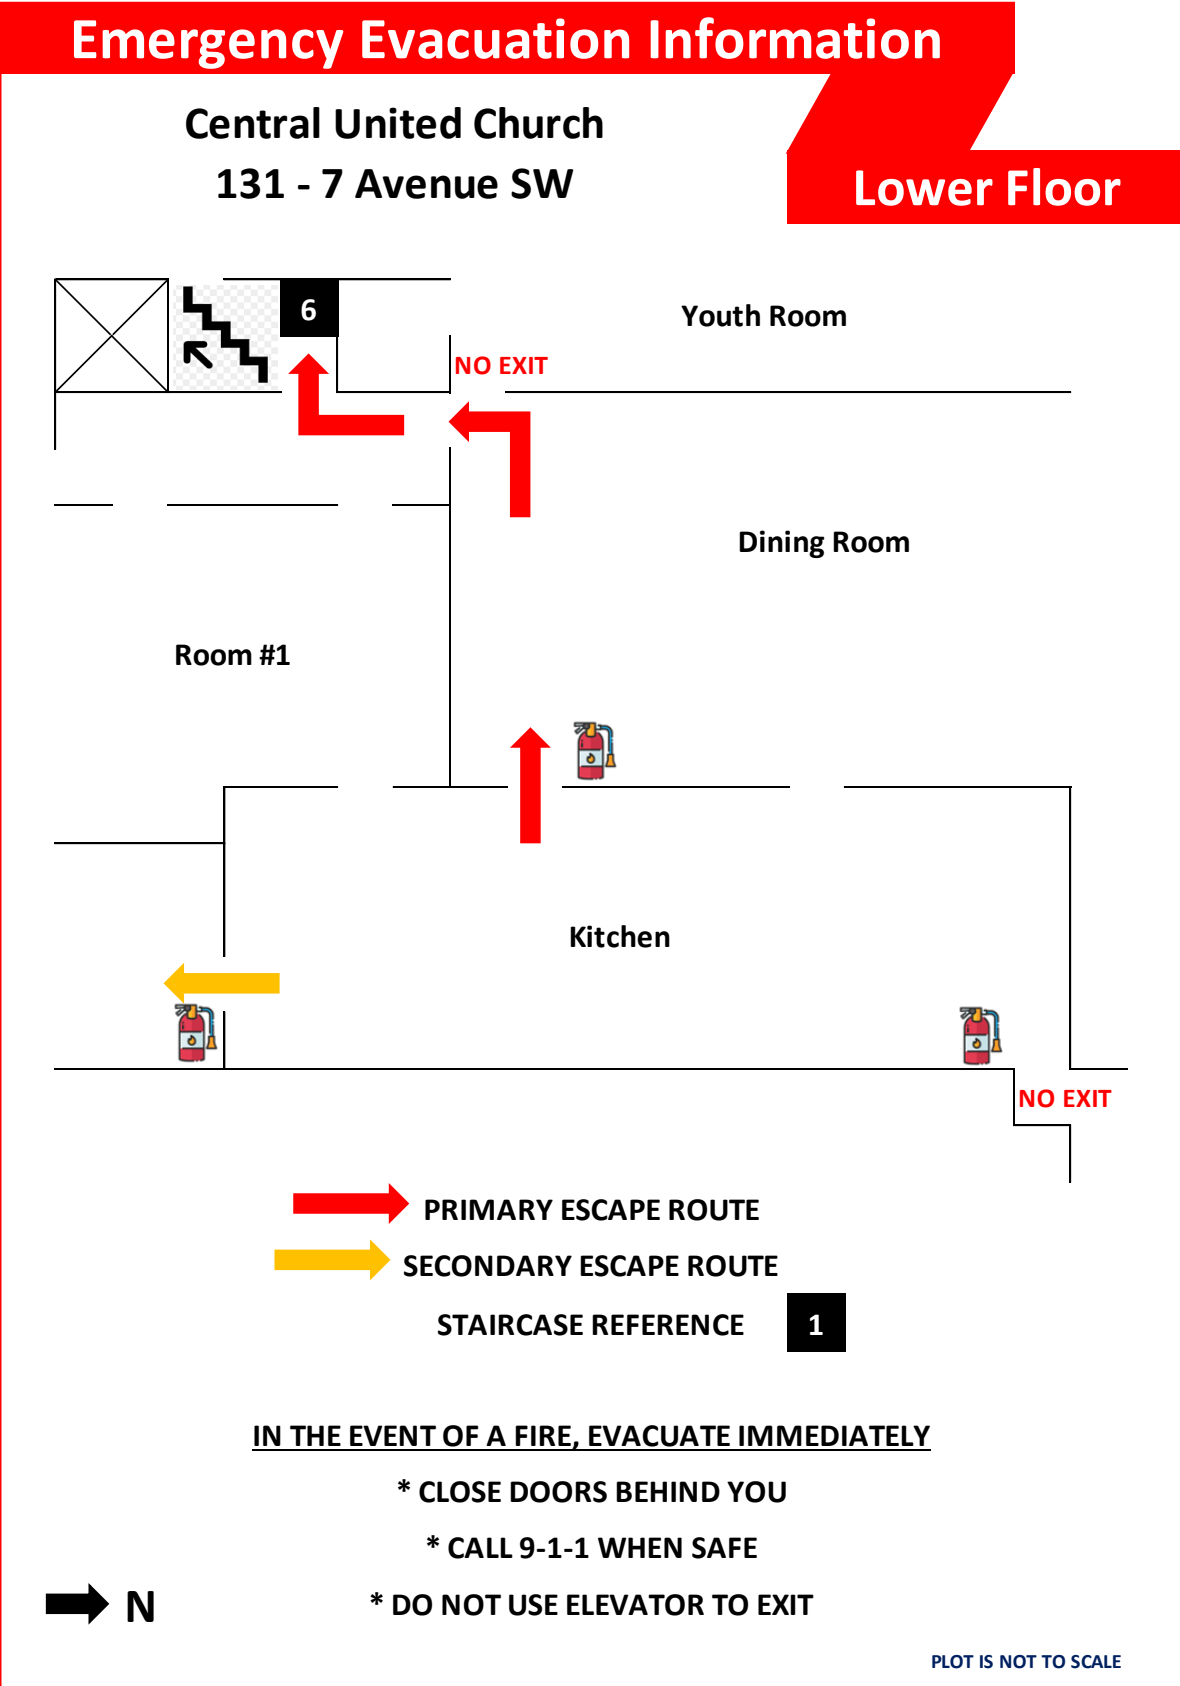 Emergency Evacuation Information
Central United Church
131 - 7 Avenue SW
Lower Floor
6
Youth Room
NO EXIT
Dining Room
Room #1
Kitchen
NO EXIT
PRIMARY ESCAPE ROUTE
SECONDARY ESCAPE ROUTE
STAIRCASE REFERENCE 1
IN THE EVENT OF A FIRE, EVACUATE IMMEDIATELY
* CLOSE DOORS BEHIND YOU
* CALL 9-1-1 WHEN SAFE
N
* DO NOT USE ELEVATOR TO EXIT
PLOT IS NOT TO SCALE